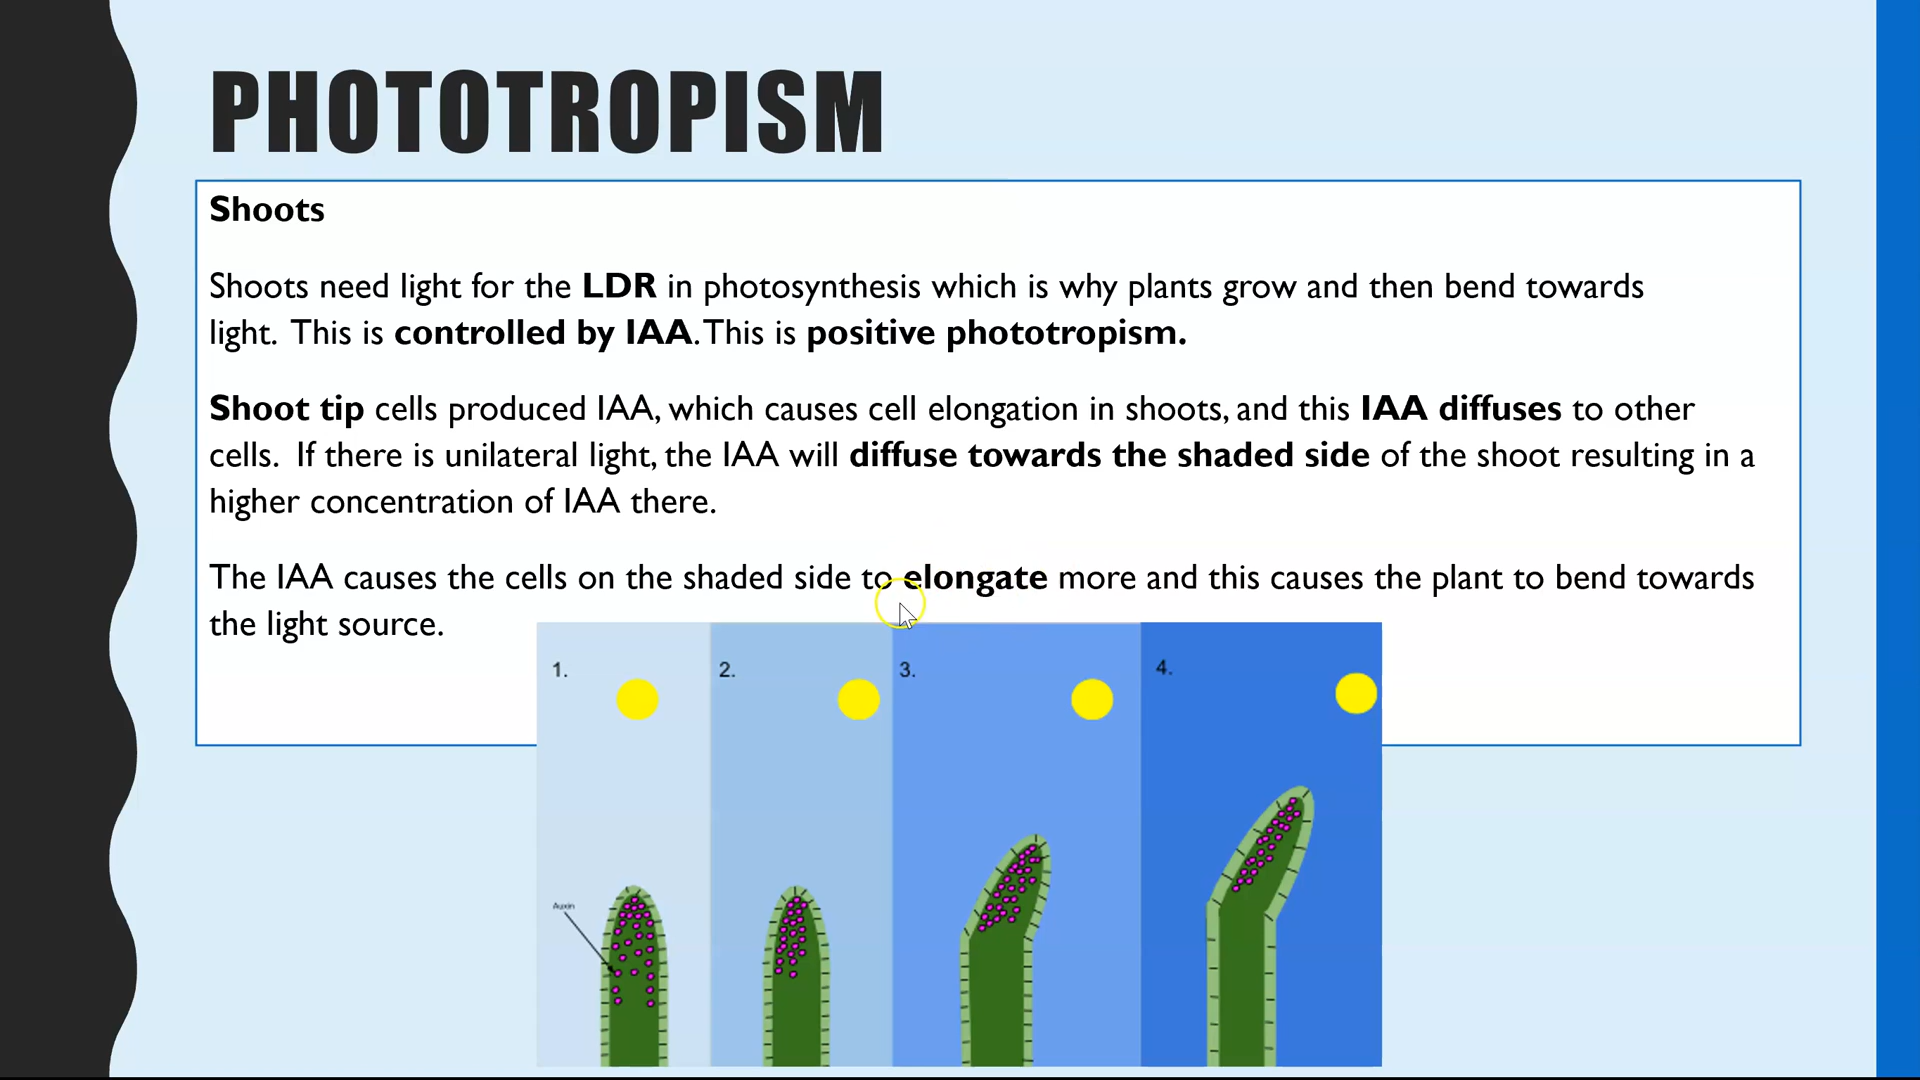 PHOTOTROPISM
Shoots
Shoots need light for the LDR in photosynthesis which is why plants grow and then bend towards
light. This is controlled by IAA. This is positive phototropism.
Shoot tip cells produced IAA, which causes cell elongation in shoots, and this IAA diffuses to other
cells. If there is unilateral light, the IAA will diffuse towards the shaded side of the shoot resulting in a
higher concentration of IAA there.
The IAA causes the cells on the shaded side to elongate more and this causes the plant to bend towards
the light source.
1.
2.
3.
4.
Auxin